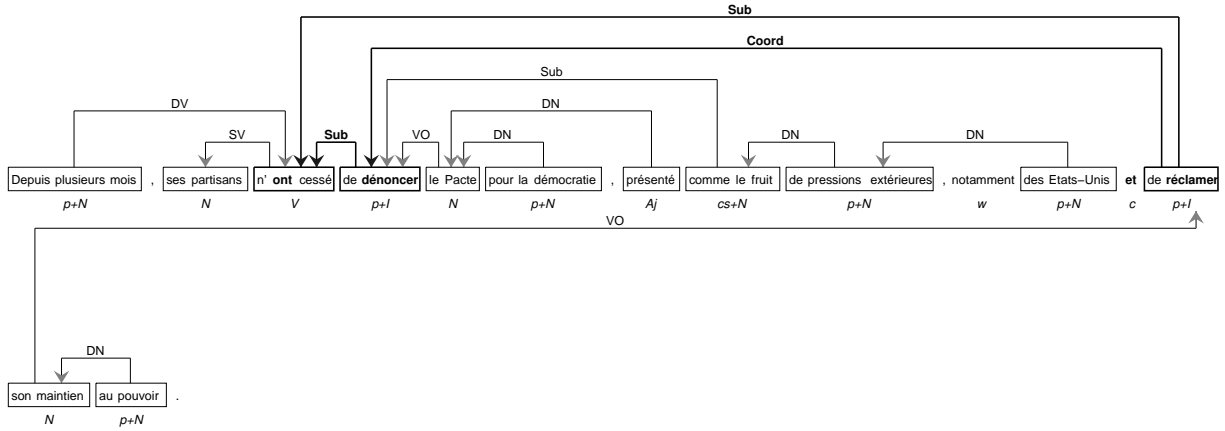 Sub
Coord
Sub
DV DN
SV Sub VO DN DN DN
Depuis plusieurs mois , ses partisans n' ont cessé de dénoncer le Pacte pour la démocratie , présenté comme le fruit de pressions extérieures , notamment des Etats–Unis et de réclamer
p+N N V p+I N p+N Aj cs+N p+N w p+N c p+I
VO
DN
son maintien au pouvoir .
N p+N